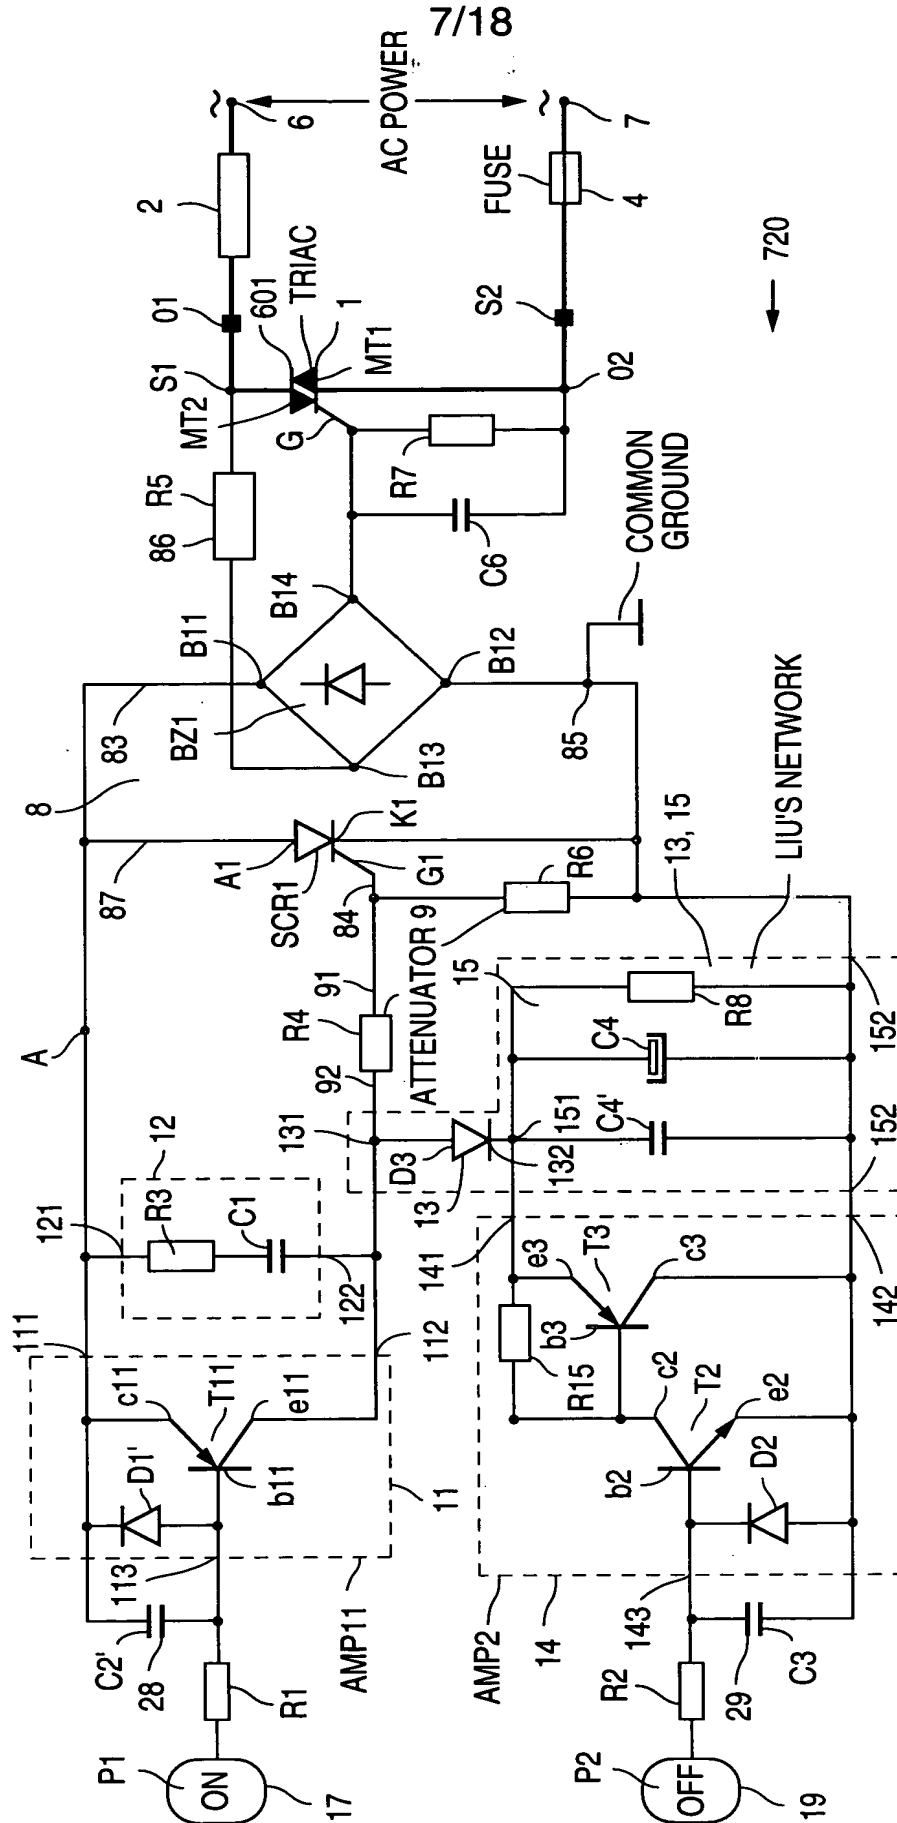 7/18
AC POWER
~
6
~
7
2
FUSE
4
720
O1
S2
S1
601
TRIAC
1
MT1
MT2
G
O2
R5
86
R7
C6
COMMON
GROUND
B14
B11
B12
BZ1
B13
85
83
8
87
A1
K1
SCR1
G1
84
R6
13, 15
LIU'S NETWORK
A
91
R4
92
ATTENUATOR 9
15
R8
C4
152
131
12
151
C4'
132
D3
13
152
121
R3
C1
122
141
e3
T3
c3
b3
142
111
112
R15
c11
T11
e11
D1'
b11
11
c2
T2
e2
b2
D2
113
AMP11
AMP2
14
143
C2'
28
R1
R2
29
C3
P1
ON
17
P2
OFF
19